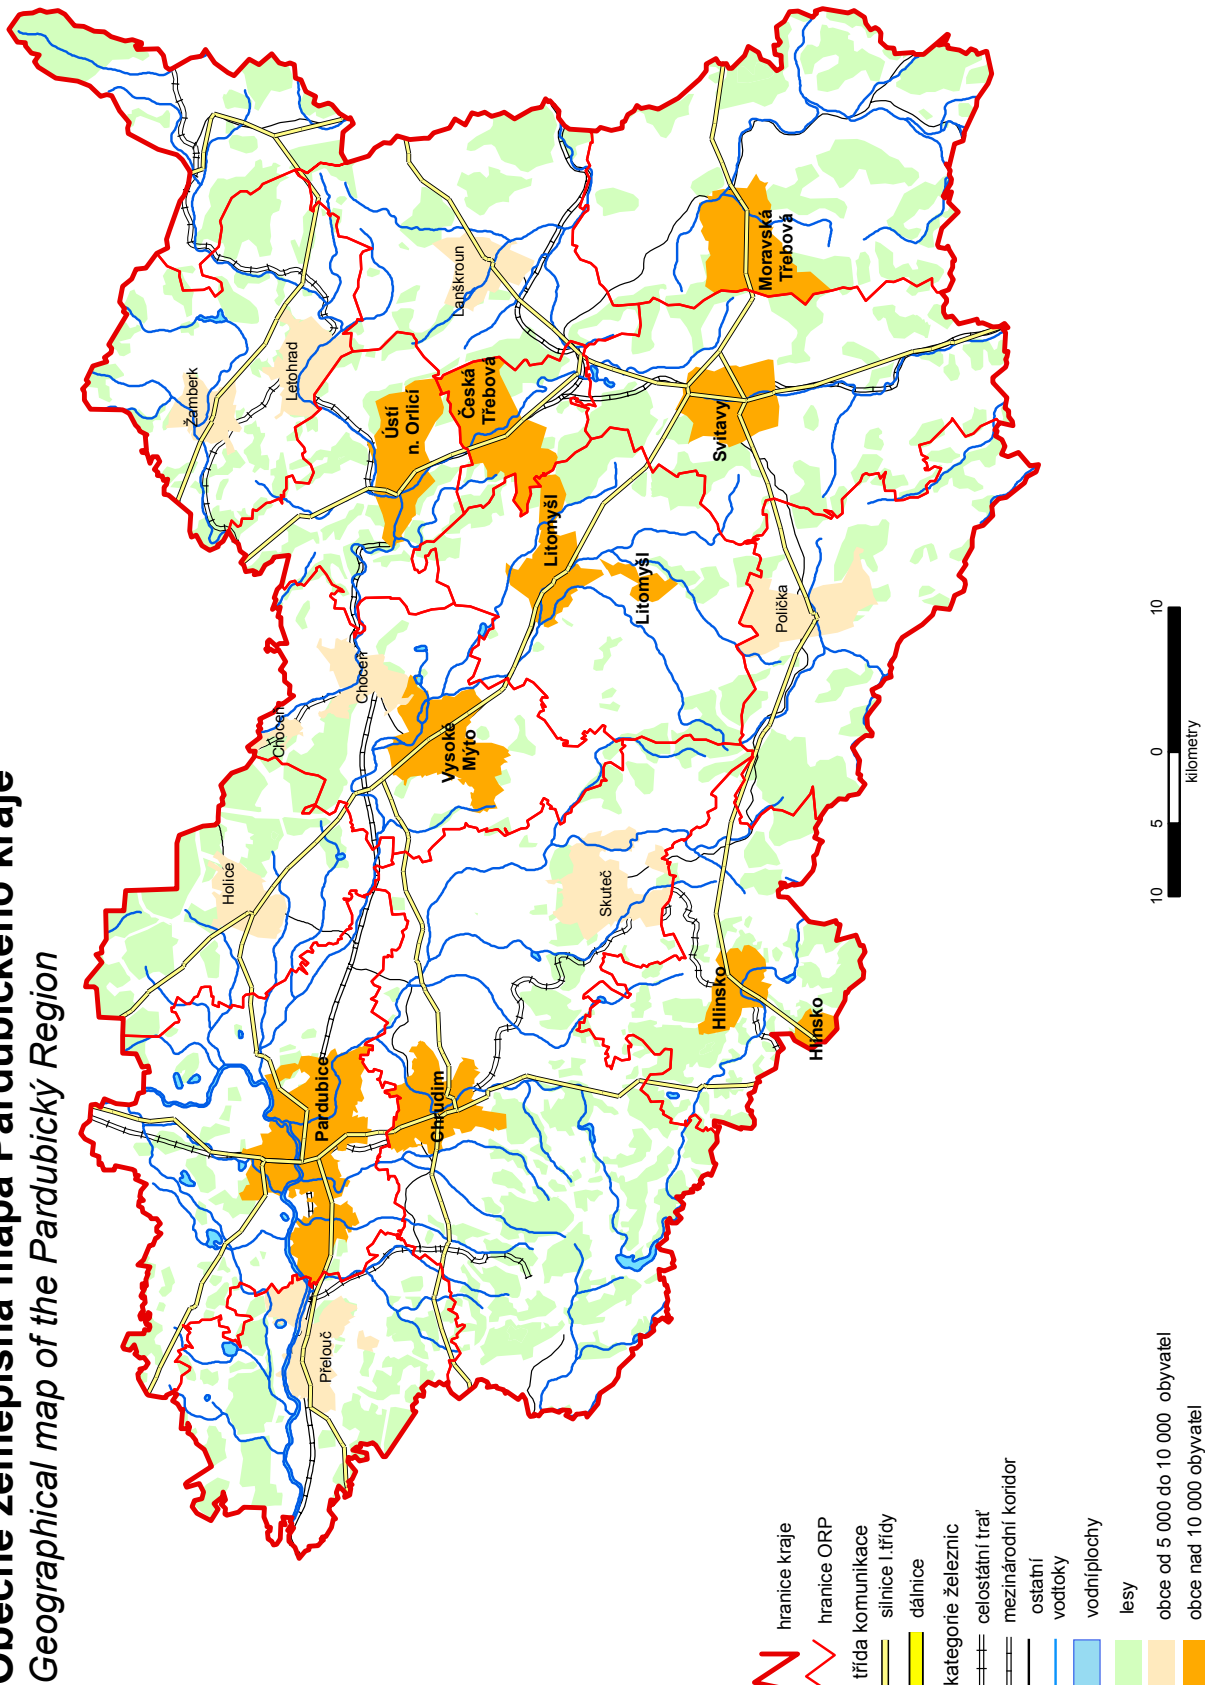 Obecně zeměpisná mapa Pardubického kraje
Geographical map of the Pardubický Region
Žamberk
Letohrad
Lanškroun
Ústí
n. Orlicí
Česká
Třebová
Moravská
Třebová
Svitavy
Litomyšl
Litomyšl
Polička
Choceň
Choceň
Vysoké
Mýto
Holice
Skuteč
Hlinsko
Hlinsko
Pardubice
Chrudim
Přelouč
hranice kraje
hranice ORP
třída komunikace
silnice I.třídy
dálnice
kategorie železnic
celostátní trať
mezinárodní koridor
ostatní
vodtoky
vodníplochy
lesy
obce od 5 000 do 10 000 obyvatel
obce nad 10 000 obyvatel
10 5 0 10
kilometry